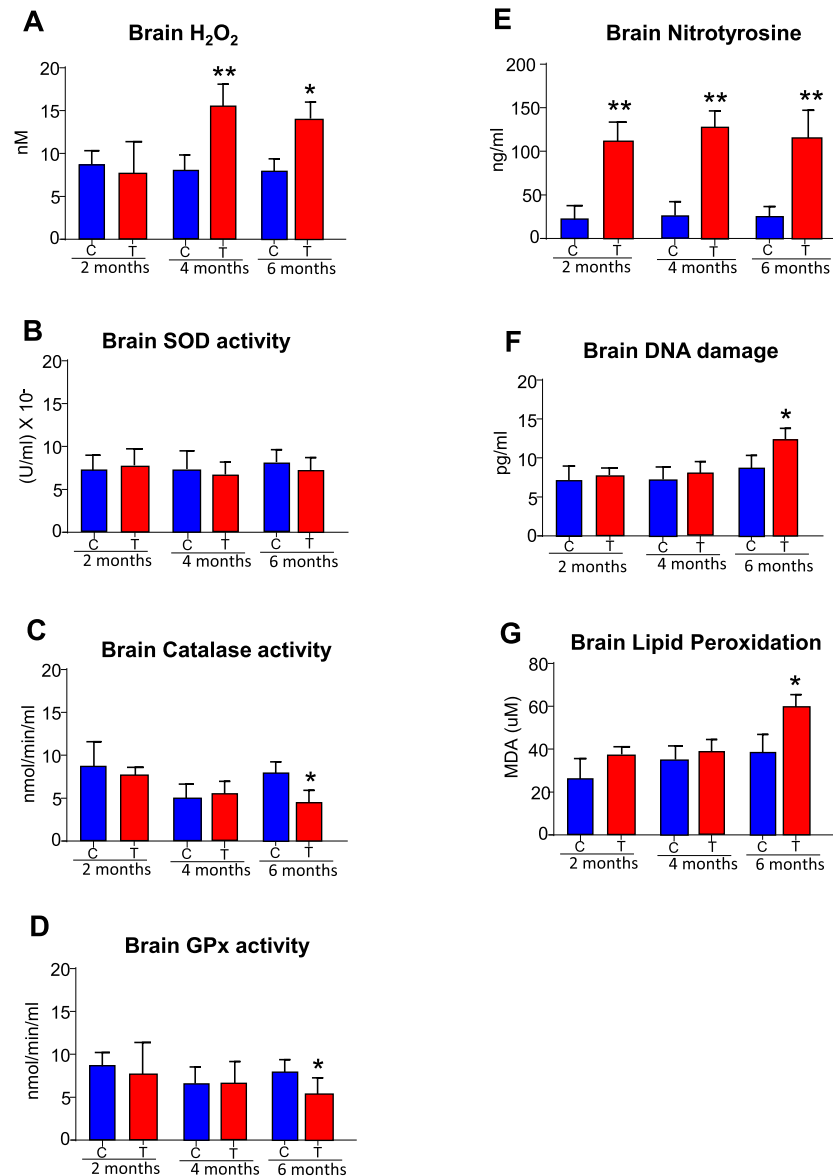 A
Brain H₂O₂
nM
20
15
10
5
0
**
*
C T C T C T
2 months 4 months 6 months
B
Brain SOD activity
(U/ml) X 10-
20
15
10
5
0
C T C T C T
2 months 4 months 6 months
C
Brain Catalase activity
nmol/min/ml
20
15
10
5
0
*
C T C T C T
2 months 4 months 6 months
D
Brain GPx activity
nmol/min/ml
20
15
10
5
0
*
C T C T C T
2 months 4 months 6 months
E
Brain Nitrotyrosine
ng/ml
200
150
100
50
0
** ** **
C T C T C T
2 months 4 months 6 months
F
Brain DNA damage
pg/ml
20
15
10
5
0
*
C T C T C T
2 months 4 months 6 months
G
Brain Lipid Peroxidation
MDA (uM)
80
60
40
20
0
*
C T C T C T
2 months 4 months 6 months